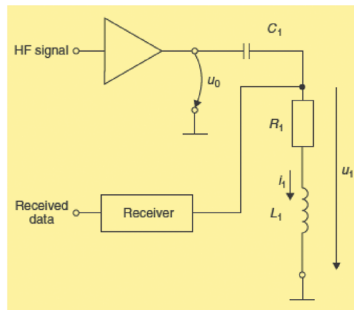 C1
HF signal
u0
R1
u1
i1
L1
Received
data
Receiver